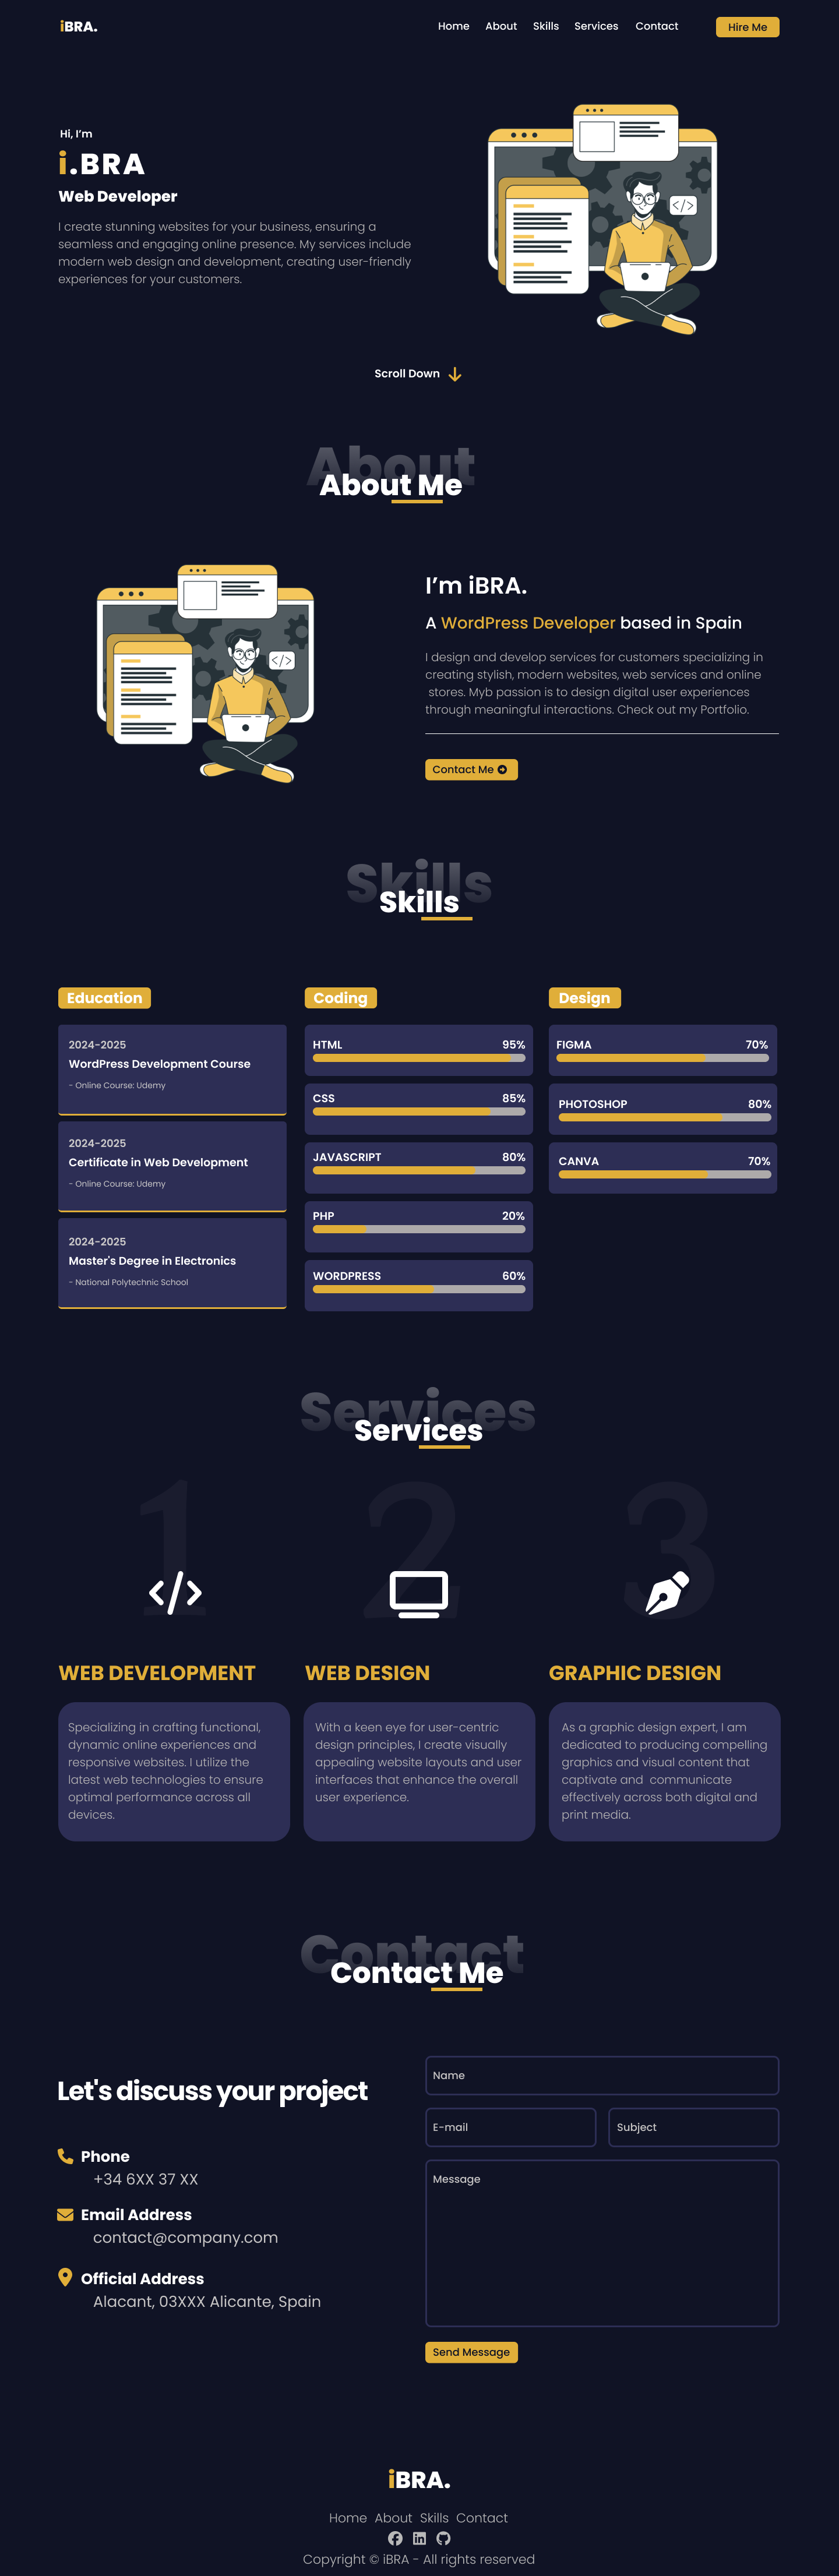 iBRA.
Home About Skills Services Contact Hire Me
Hi, I'm
i.BRA
Web Developer
I create stunning websites for your business, ensuring a
seamless and engaging online presence. My services include
modern web design and development, creating user-friendly
experiences for your customers.
</>
Scroll Down
About
About Me
</>
I'm iBRA.
A WordPress Developer based in Spain
I design and develop services for customers specializing in
creating stylish, modern websites, web services and online
stores. Myb passion is to design digital user experiences
through meaningful interactions. Check out my Portfolio.
Contact Me
Skills
Skills
Education
2024-2025
WordPress Development Course
- Online Course: Udemy
2024-2025
Certificate in Web Development
- Online Course: Udemy
2024-2025
Master's Degree in Electronics
- National Polytechnic School
Coding
HTML 95%
CSS 85%
JAVASCRIPT 80%
PHP 20%
WORDPRESS 60%
Design
FIGMA 70%
PHOTOSHOP 80%
CANVA 70%
Services
Services
1
</>
WEB DEVELOPMENT
Specializing in crafting functional,
dynamic online experiences and
responsive websites. I utilize the
latest web technologies to ensure
optimal performance across all
devices.
2
WEB DESIGN
With a keen eye for user-centric
design principles, I create visually
appealing website layouts and user
interfaces that enhance the overall
user experience.
3
GRAPHIC DESIGN
As a graphic design expert, I am
dedicated to producing compelling
graphics and visual content that
captivate and communicate
effectively across both digital and
print media.
Contact
Contact Me
Let's discuss your project
Phone
+34 6XX 37 XX
Email Address
contact@company.com
Official Address
Alacant, 03XXX Alicante, Spain
Name
E-mail Subject
Message
Send Message
iBRA.
Home About Skills Contact
Copyright © iBRA - All rights reserved